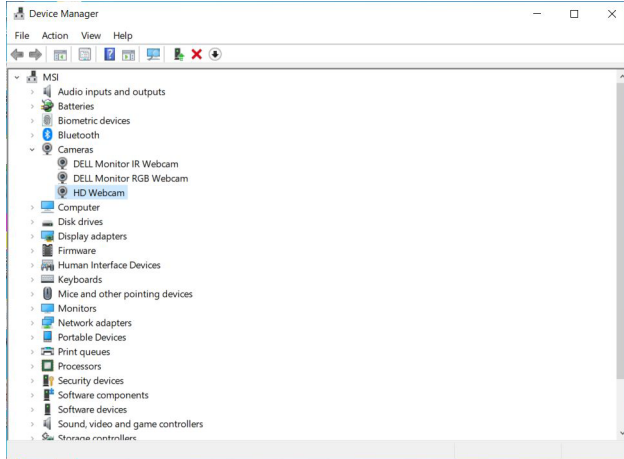 Device Manager
File Action View Help
MSI
Audio inputs and outputs
Batteries
Biometric devices
Bluetooth
Cameras
DELL Monitor IR Webcam
DELL Monitor RGB Webcam
HD Webcam
Computer
Disk drives
Display adapters
Firmware
Human Interface Devices
Keyboards
Mice and other pointing devices
Monitors
Network adapters
Portable Devices
Print queues
Processors
Security devices
Software components
Software devices
Sound, video and game controllers
Storage controllers